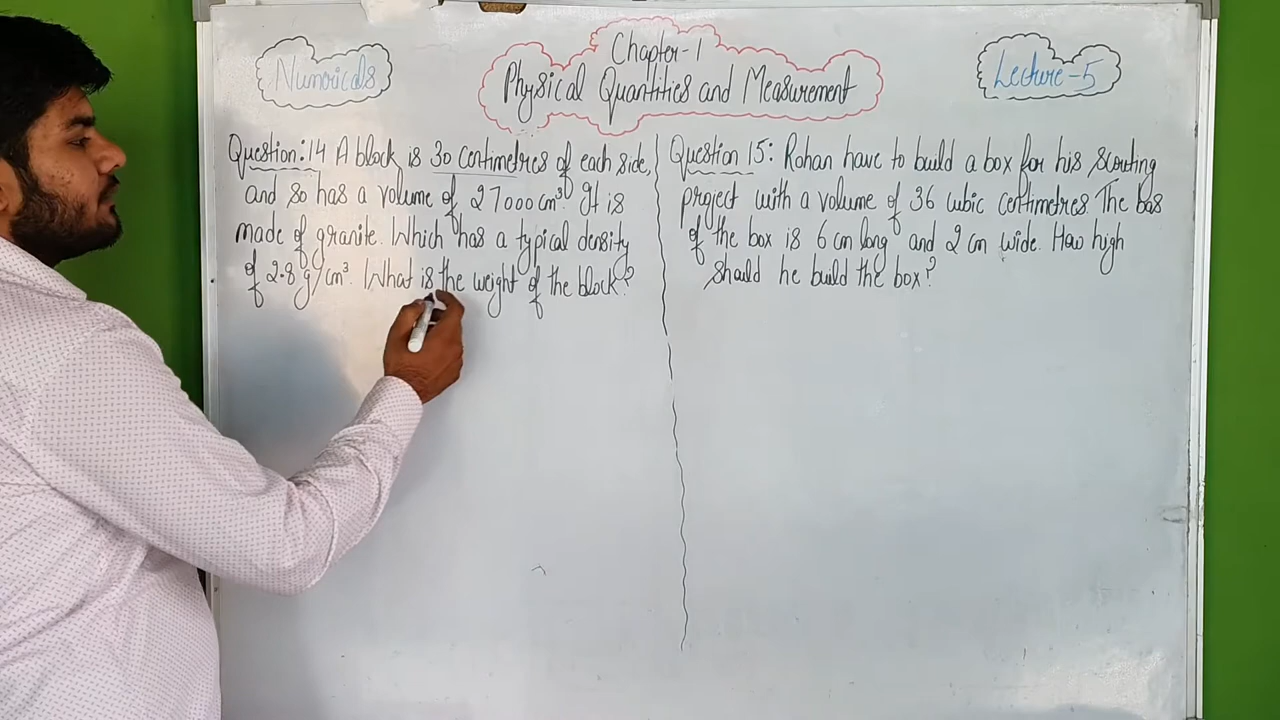 Numericals
Chapter-1
Physical Quantities and Measurement
Lecture-5
Question:14 A block is 30 centimetres of each side,
and so has a volume of 27000 cm³. It is
made of granite. Which has a typical density
of 2.8 g/cm³. What is the weight of the block?
Question 15: Rohan have to build a box for his scouting
project with a volume of 36 cubic centimetres. The bas
of the box is 6 cm long and 2 cm wide. How high
should he build the box?